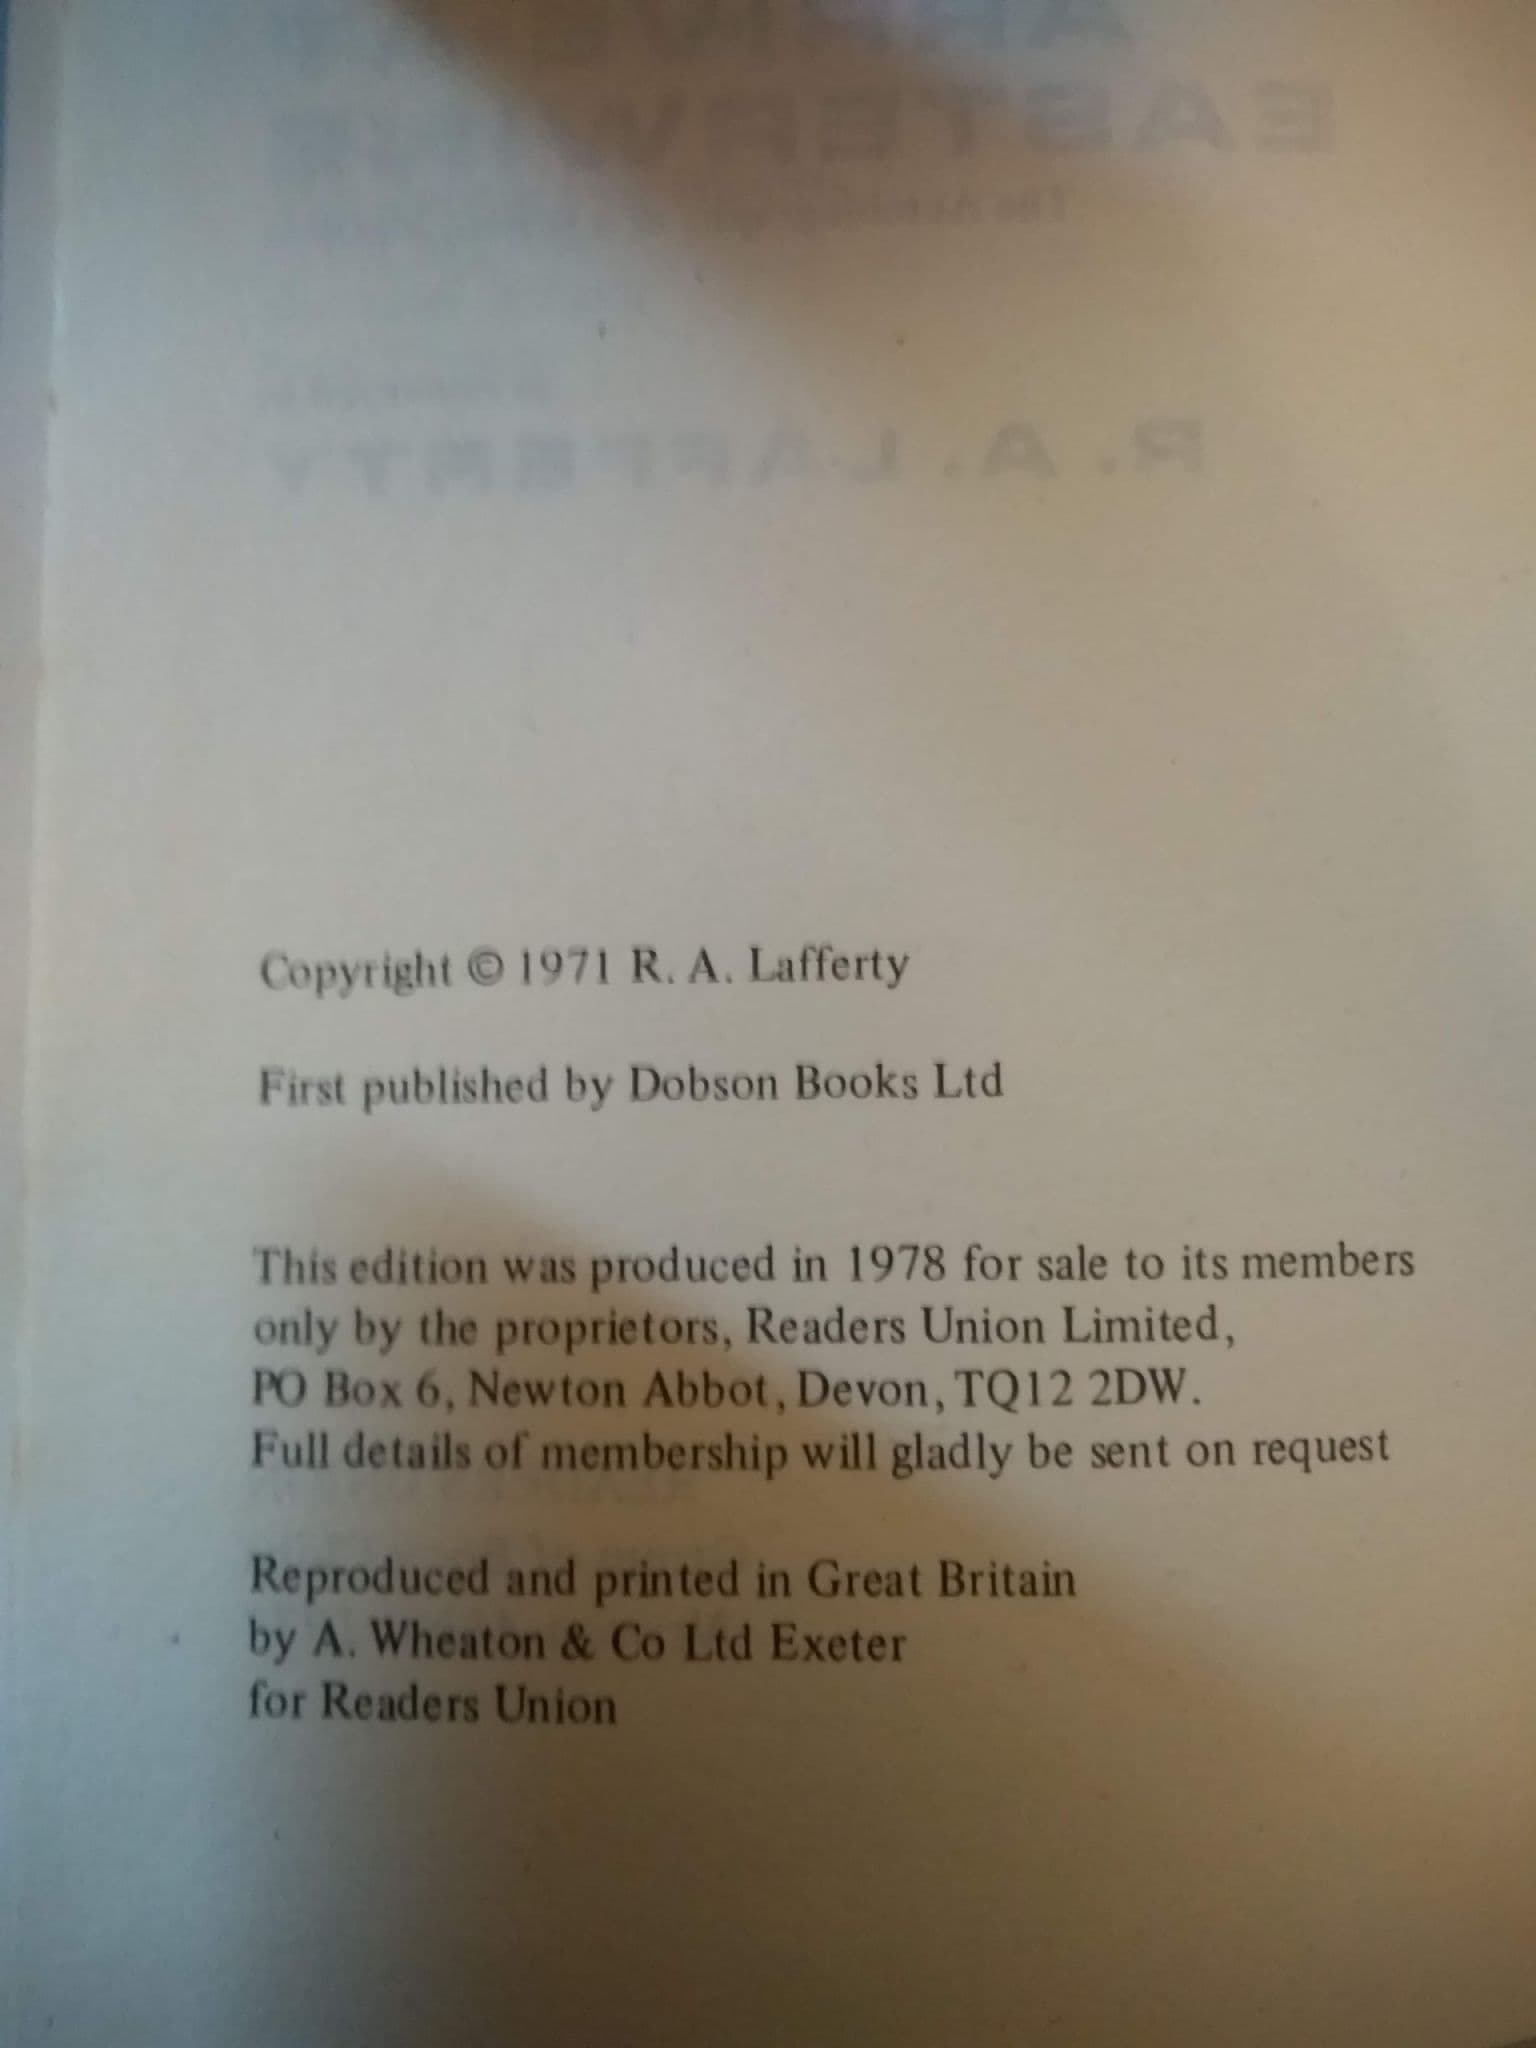 R. A. LAFFERTY
Copyright © 1971 R. A. Lafferty
First published by Dobson Books Ltd
This edition was produced in 1978 for sale to its members
only by the proprietors, Readers Union Limited,
PO Box 6, Newton Abbot, Devon, TQ12 2DW.
Full details of membership will gladly be sent on request
Reproduced and printed in Great Britain
by A. Wheaton & Co Ltd Exeter
for Readers Union